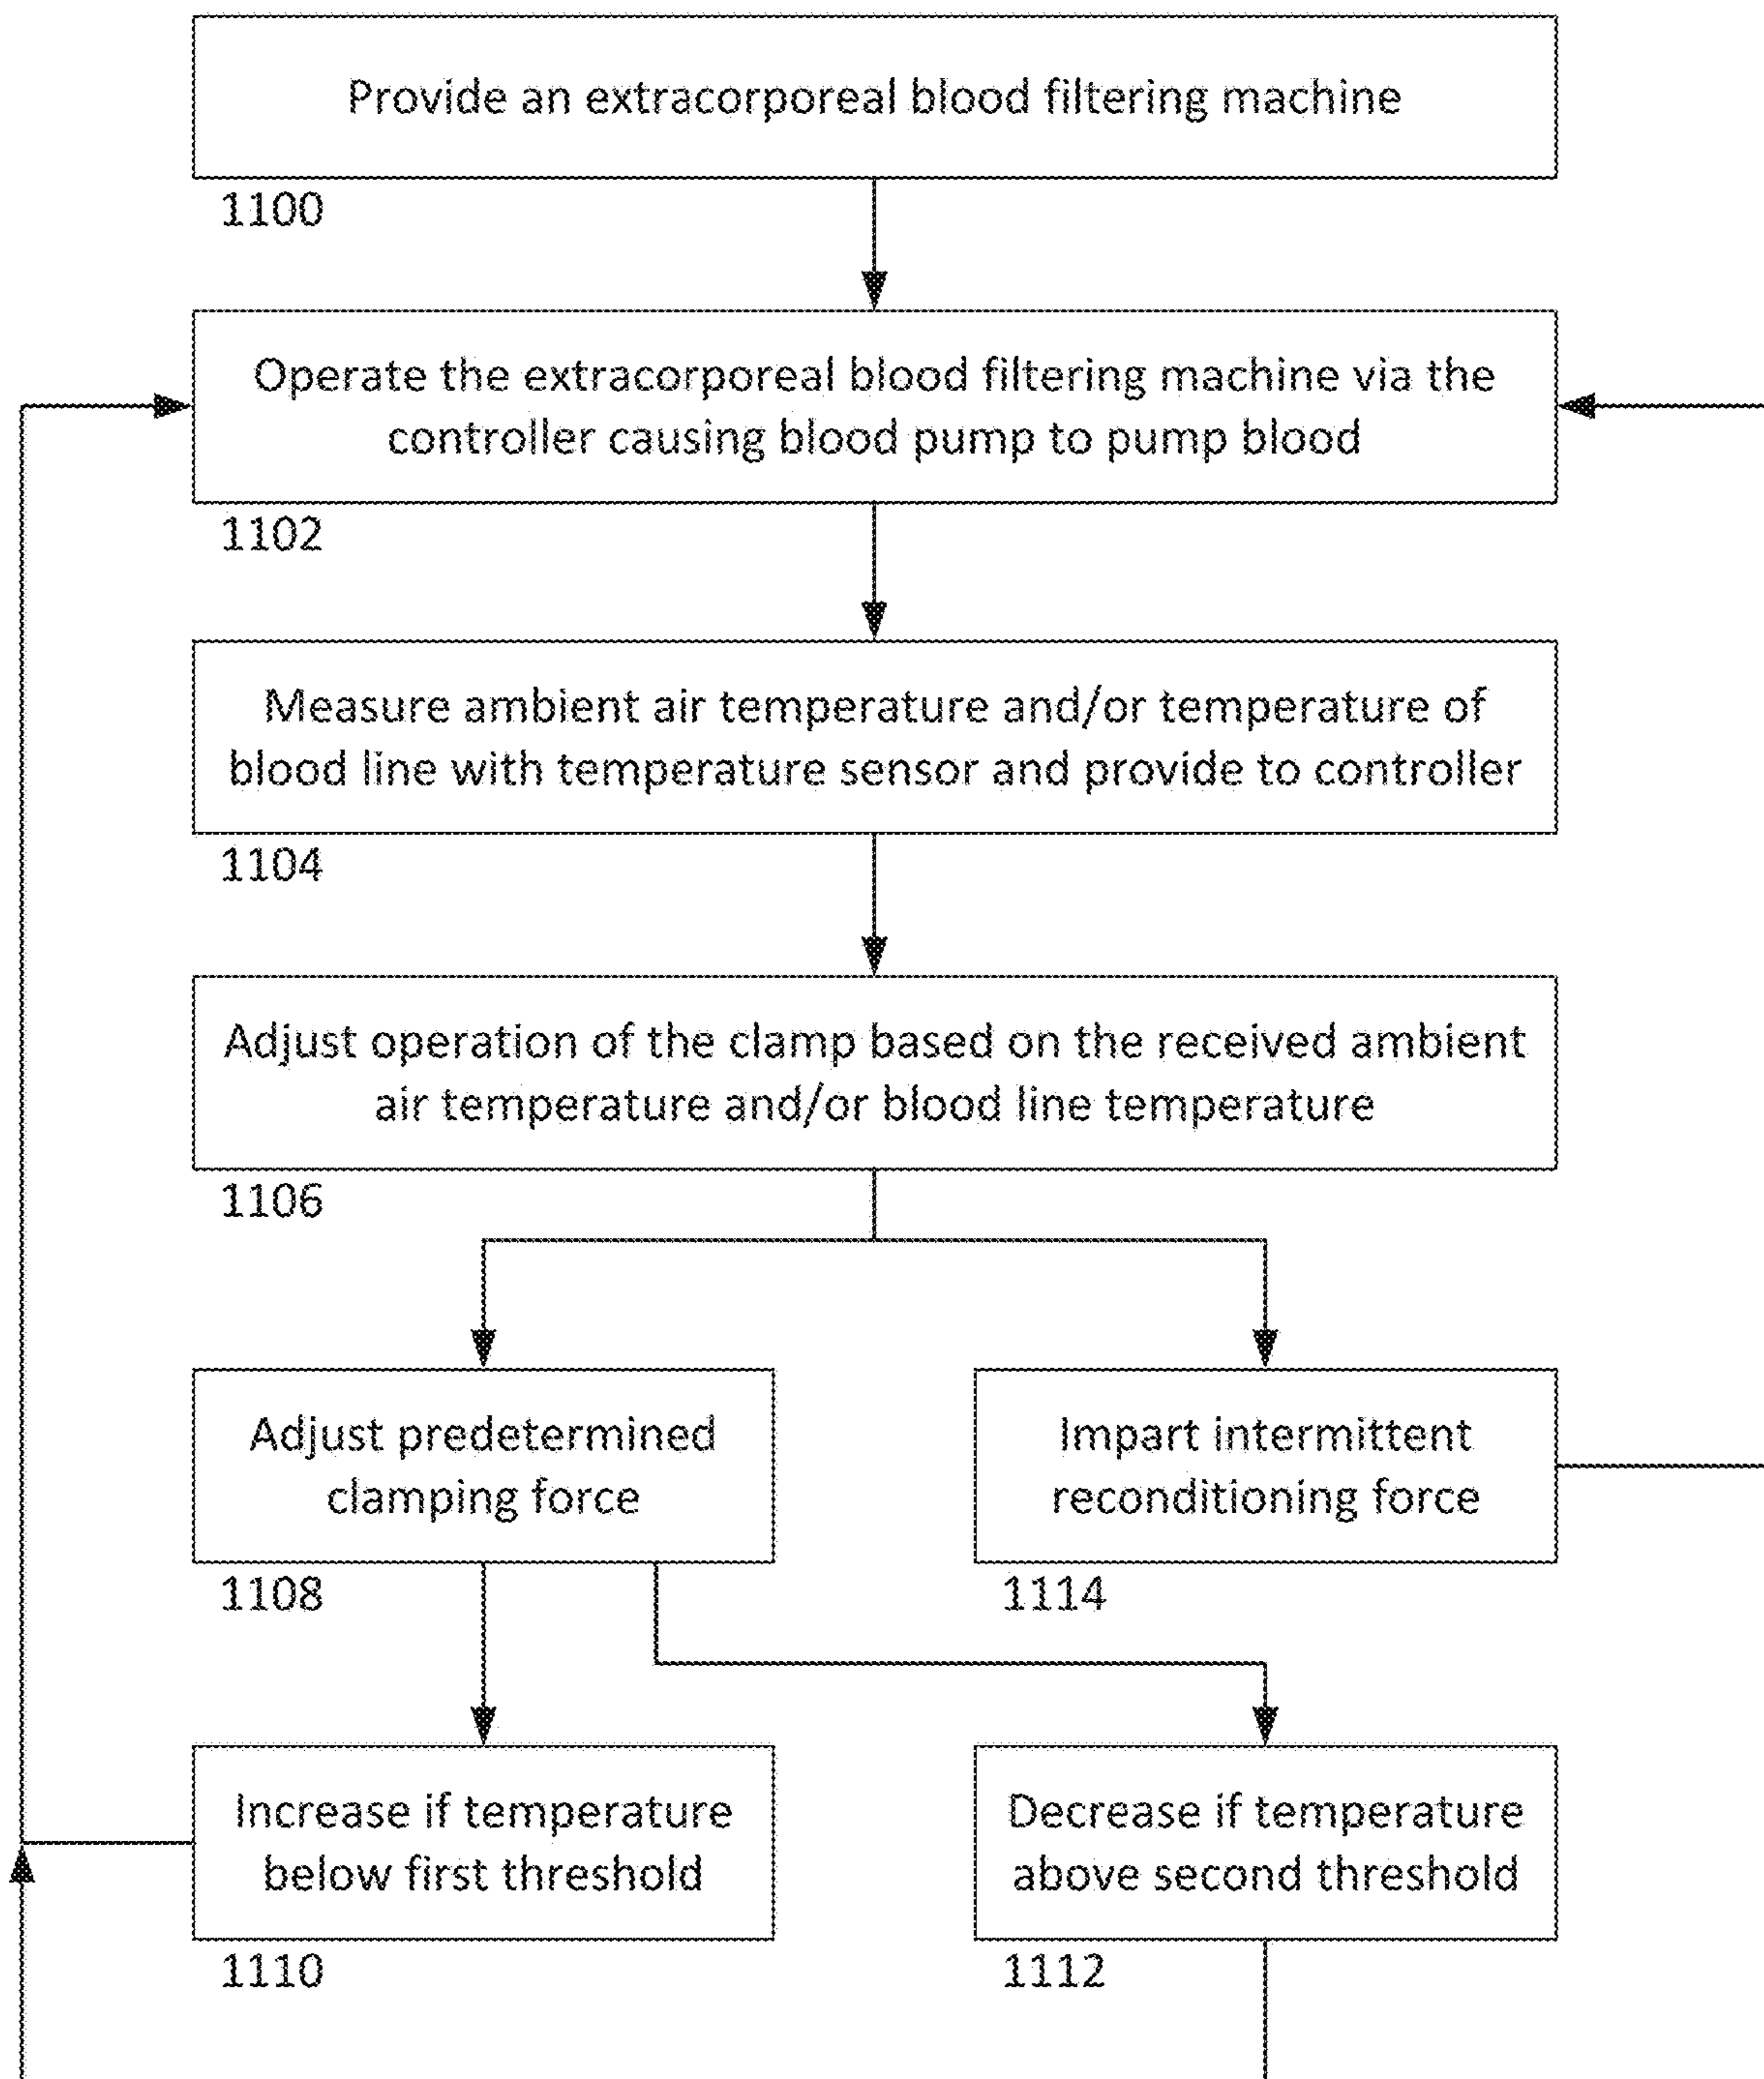 Provide an extracorporeal blood filtering machine
1100
Operate the extracorporeal blood filtering machine via the
controller causing blood pump to pump blood
1102
Measure ambient air temperature and/or temperature of
blood line with temperature sensor and provide to controller
1104
Adjust operation of the clamp based on the received ambient
air temperature and/or blood line temperature
1106
Adjust predetermined
clamping force
1108
Impart intermittent
reconditioning force
1114
Increase if temperature
below first threshold
1110
Decrease if temperature
above second threshold
1112